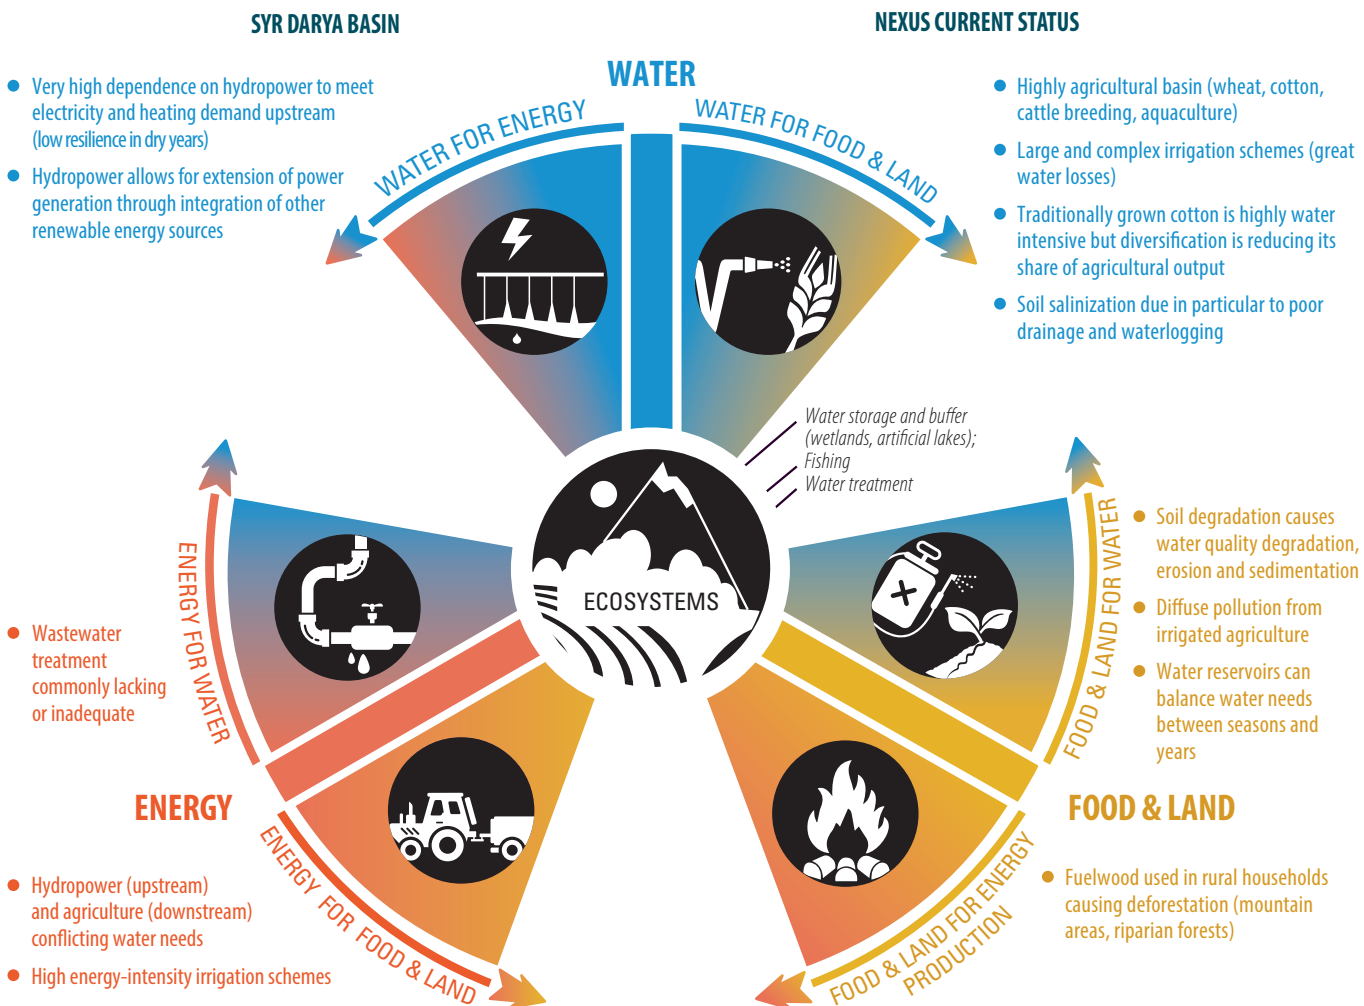 SYR DARYA BASIN
NEXUS CURRENT STATUS
WATER
WATER FOR ENERGY
WATER FOR FOOD & LAND
Very high dependence on hydropower to meet
electricity and heating demand upstream
(low resilience in dry years)
Hydropower allows for extension of power
generation through integration of other
renewable energy sources
Highly agricultural basin (wheat, cotton,
cattle breeding, aquaculture)
Large and complex irrigation schemes (great
water losses)
Traditionally grown cotton is highly water
intensive but diversification is reducing its
share of agricultural output
Soil salinization due in particular to poor
drainage and waterlogging
Water storage and buffer
(wetlands, artificial lakes);
Fishing
Water treatment
ECOSYSTEMS
ENERGY FOR WATER
Wastewater
treatment
commonly lacking
or inadequate
FOOD & LAND FOR WATER
Soil degradation causes
water quality degradation,
erosion and sedimentation
Diffuse pollution from
irrigated agriculture
Water reservoirs can
balance water needs
between seasons and
years
ENERGY
ENERGY FOR FOOD & LAND
Hydropower (upstream)
and agriculture (downstream)
conflicting water needs
High energy-intensity irrigation schemes
FOOD & LAND
FOOD & LAND FOR ENERGY
PRODUCTION
Fuelwood used in rural households
causing deforestation (mountain
areas, riparian forests)